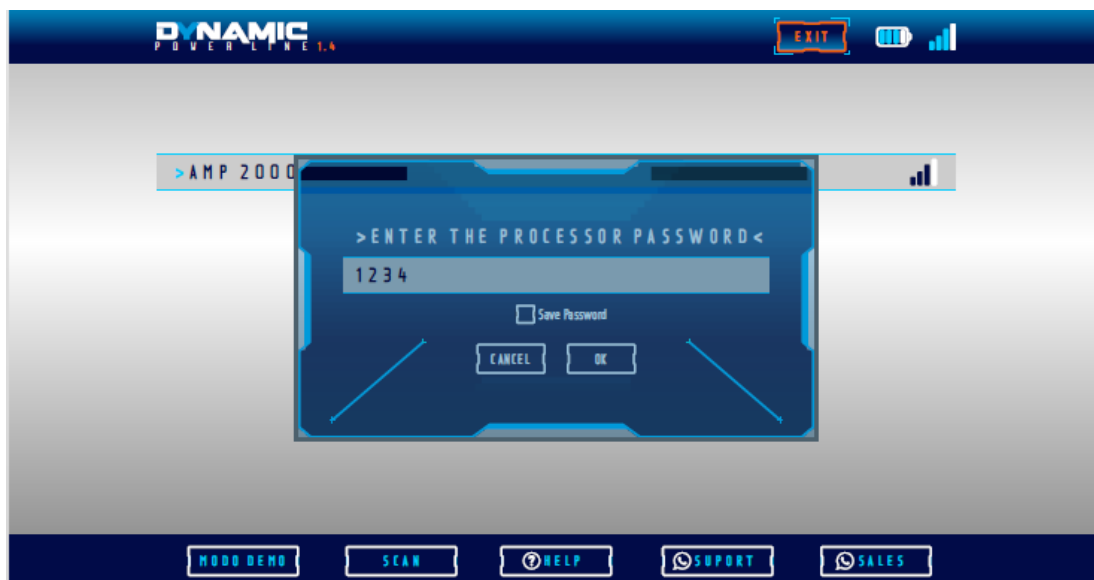 DYNAMIC
POWER LINE 1.4
EXIT
>AMP 2000
>ENTER THE PROCESSOR PASSWORD<
1234
Save Password
CANCEL
OK
MODO DEMO
SCAN
?HELP
SUPORT
SALES